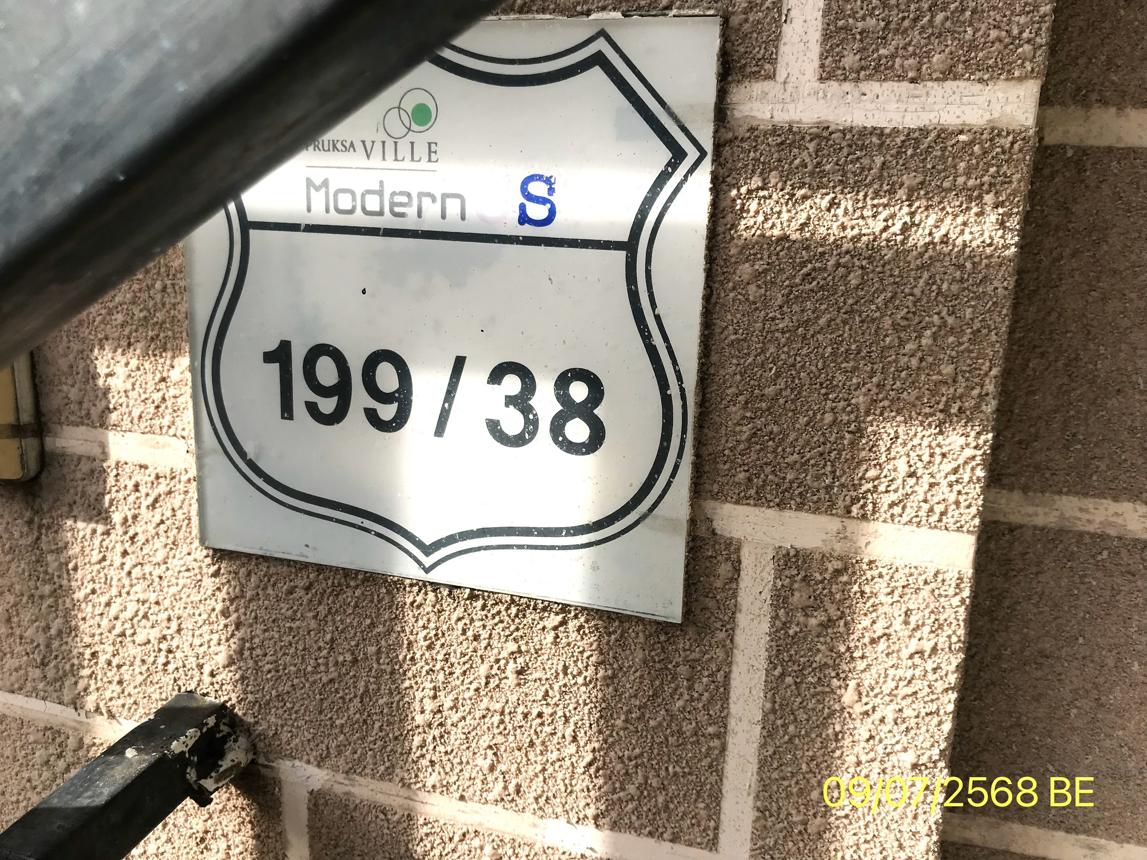 PRUKSA VILLE
Modern S
199/38
09/07/2568 BE